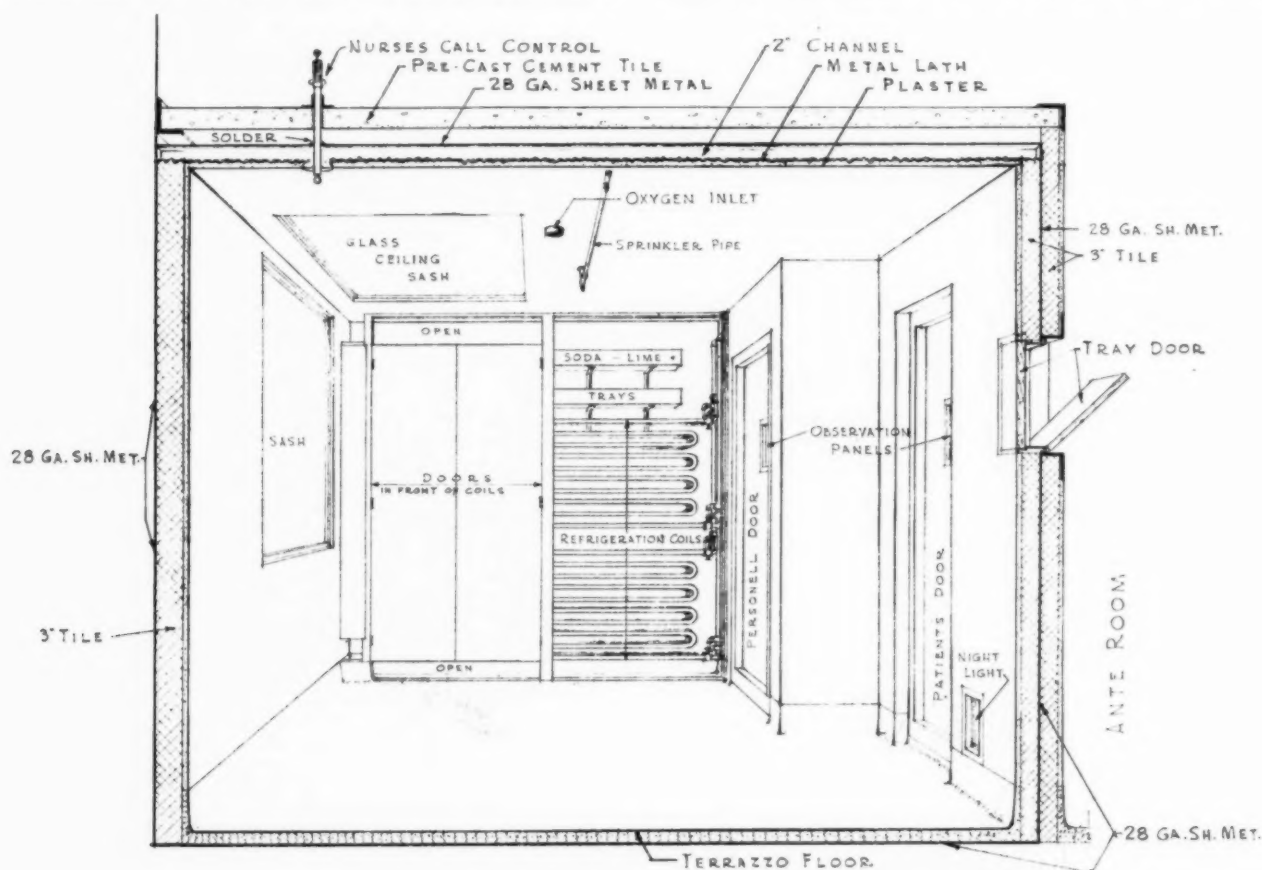 NURSES CALL CONTROL
PRE-CAST CEMENT TILE
28 GA. SHEET METAL
2" CHANNEL
METAL LATH
PLASTER
SOLDER
OXYGEN INLET
SPRINKLER PIPE
GLASS
CEILING
SASH
28 GA. SH. MET.
3" TILE
TRAY DOOR
OPEN
SODA - LIME
TRAYS
SASH
OBSERVATION
PANELS
28 GA. SH. MET.
DOORS
IN FRONT OF COILS
REFRIGERATION COILS
PERSONELL DOOR
PATIENTS DOOR
ANTE ROOM
3" TILE
OPEN
NIGHT
LIGHT
28 GA. SH. MET.
TERRAZZO FLOOR